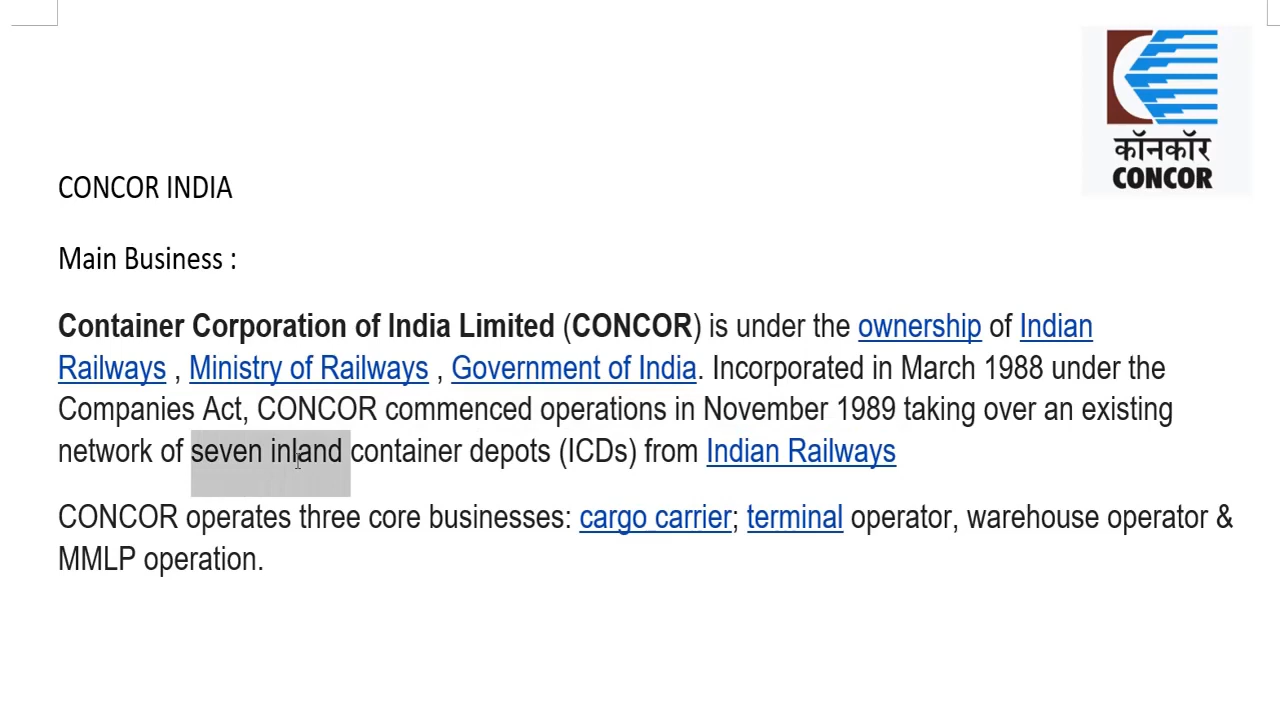 कॉनकॉर
CONCOR
CONCOR INDIA
Main Business :
Container Corporation of India Limited (CONCOR) is under the ownership of Indian
Railways , Ministry of Railways , Government of India. Incorporated in March 1988 under the
Companies Act, CONCOR commenced operations in November 1989 taking over an existing
network of seven inland container depots (ICDs) from Indian Railways
CONCOR operates three core businesses: cargo carrier; terminal operator, warehouse operator &
MMLP operation.